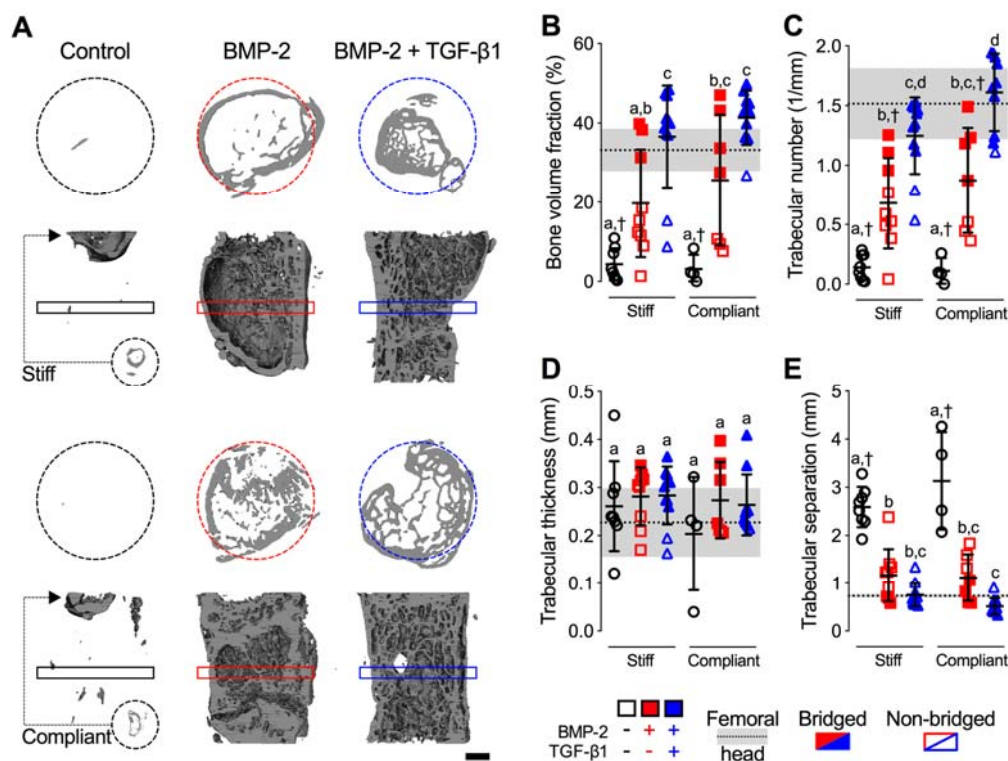 A
Control
BMP-2
BMP-2 + TGF-β1
Stiff
Compliant
B
Bone volume fraction (%)
60
40
20
0
a,†
a,b
c
a,†
b,c
c
Stiff
Compliant
C
Trabecular number (1/mm)
2.0
1.5
1.0
0.5
0.0
a,†
b,†
c,d
a,†
b,c,†
d
Stiff
Compliant
D
Trabecular thickness (mm)
0.5
0.4
0.3
0.2
0.1
0.0
a
a
a
a
a
a
Stiff
Compliant
E
Trabecular separation (mm)
5
4
3
2
1
0
a,†
b
b,c
a,†
b,c
c
Stiff
Compliant
BMP-2 - + +
TGF-β1 - - +
Femoral
head
Bridged
Non-bridged